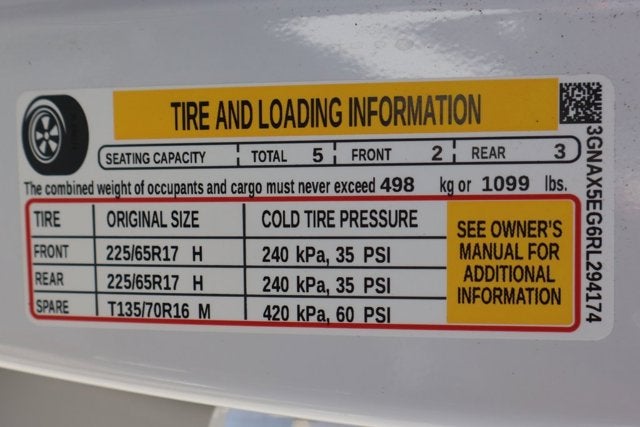 TIRE AND LOADING INFORMATION
SEATING CAPACITY TOTAL 5 FRONT 2 REAR 3
The combined weight of occupants and cargo must never exceed 498 kg or 1099 lbs.
TIRE ORIGINAL SIZE COLD TIRE PRESSURE
FRONT 225/65R17 H 240 kPa, 35 PSI
REAR 225/65R17 H 240 kPa, 35 PSI
SPARE T135/70R16 M 420 kPa, 60 PSI
SEE OWNER'S
MANUAL FOR
ADDITIONAL
INFORMATION
3GNAX5EG6RL294174